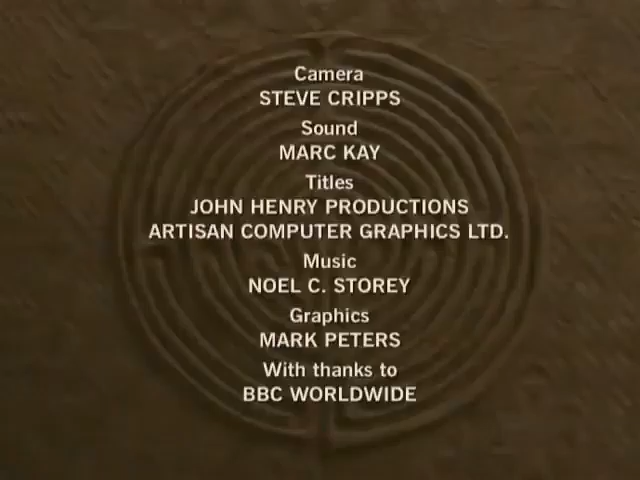 Camera
STEVE CRIPPS
Sound
MARC KAY
Titles
JOHN HENRY PRODUCTIONS
ARTISAN COMPUTER GRAPHICS LTD.
Music
NOEL C. STOREY
Graphics
MARK PETERS
With thanks to
BBC WORLDWIDE